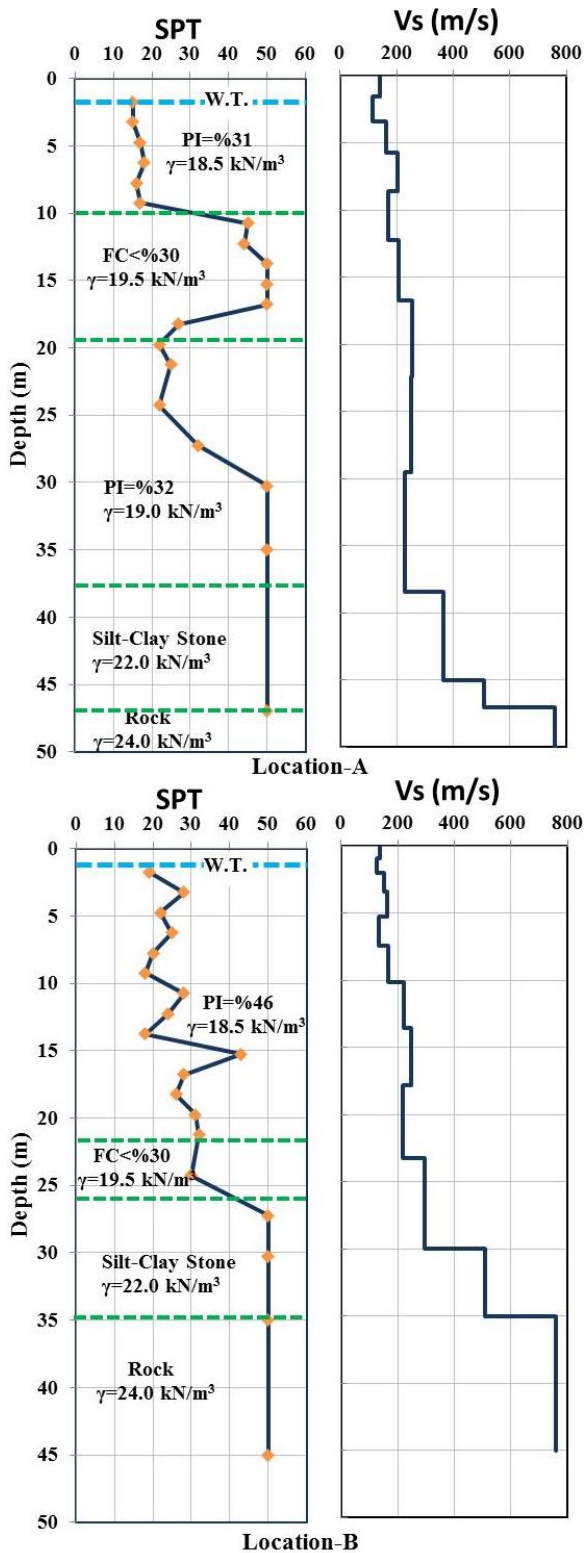 SPT
Vs (m/s)
0 10 20 30 40 50 60
0 200 400 600 800
0
W.T.
PI=%31
γ=18.5 kN/m³
5
10
FC<%30
γ=19.5 kN/m³
15
20
Depth (m)
25
30
PI=%32
γ=19.0 kN/m³
35
40
Silt-Clay Stone
γ=22.0 kN/m³
45
Rock
γ=24.0 kN/m³
50
Location-A
SPT
Vs (m/s)
0 10 20 30 40 50 60
0 200 400 600 800
0
W.T.
5
10
PI=%46
γ=18.5 kN/m³
15
20
Depth (m)
FC<%30
γ=19.5 kN/m³
25
30
Silt-Clay Stone
γ=22.0 kN/m³
35
Rock
γ=24.0 kN/m³
40
45
50
Location-B